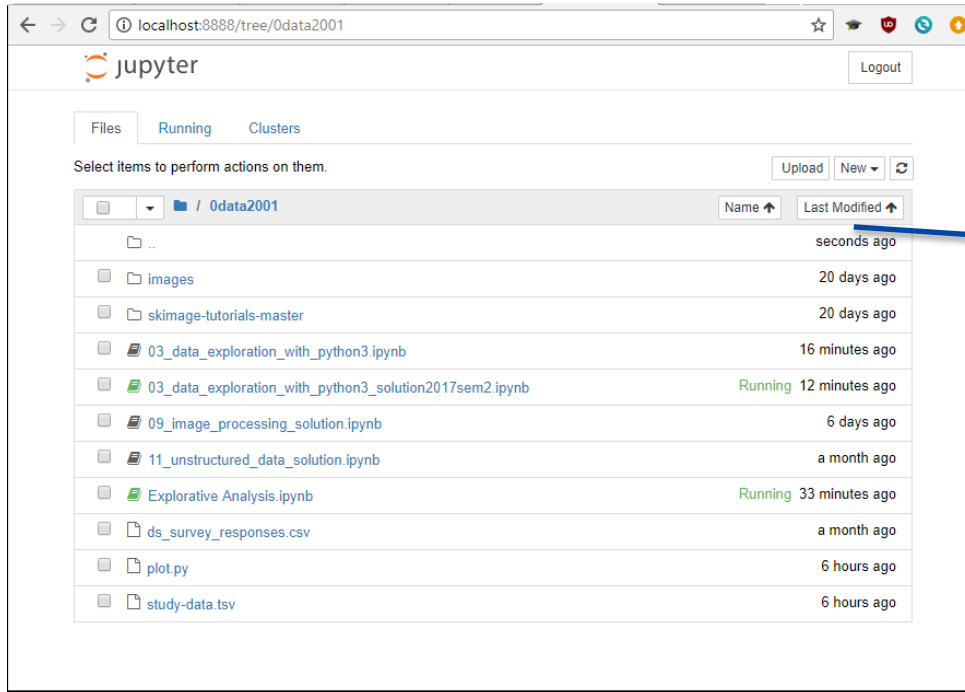 localhost:8888/tree/0data2001
jupyter
Logout
Files Running Clusters
Select items to perform actions on them.
Upload New
/ 0data2001 Name Last Modified
.. seconds ago
images 20 days ago
skimage-tutorials-master 20 days ago
03_data_exploration_with_python3.ipynb 16 minutes ago
03_data_exploration_with_python3_solution2017sem2.ipynb Running 12 minutes ago
09_image_processing_solution.ipynb 6 days ago
11_unstructured_data_solution.ipynb a month ago
Explorative Analysis.ipynb Running 33 minutes ago
ds_survey_responses.csv a month ago
plot.py 6 hours ago
study-data.tsv 6 hours ago